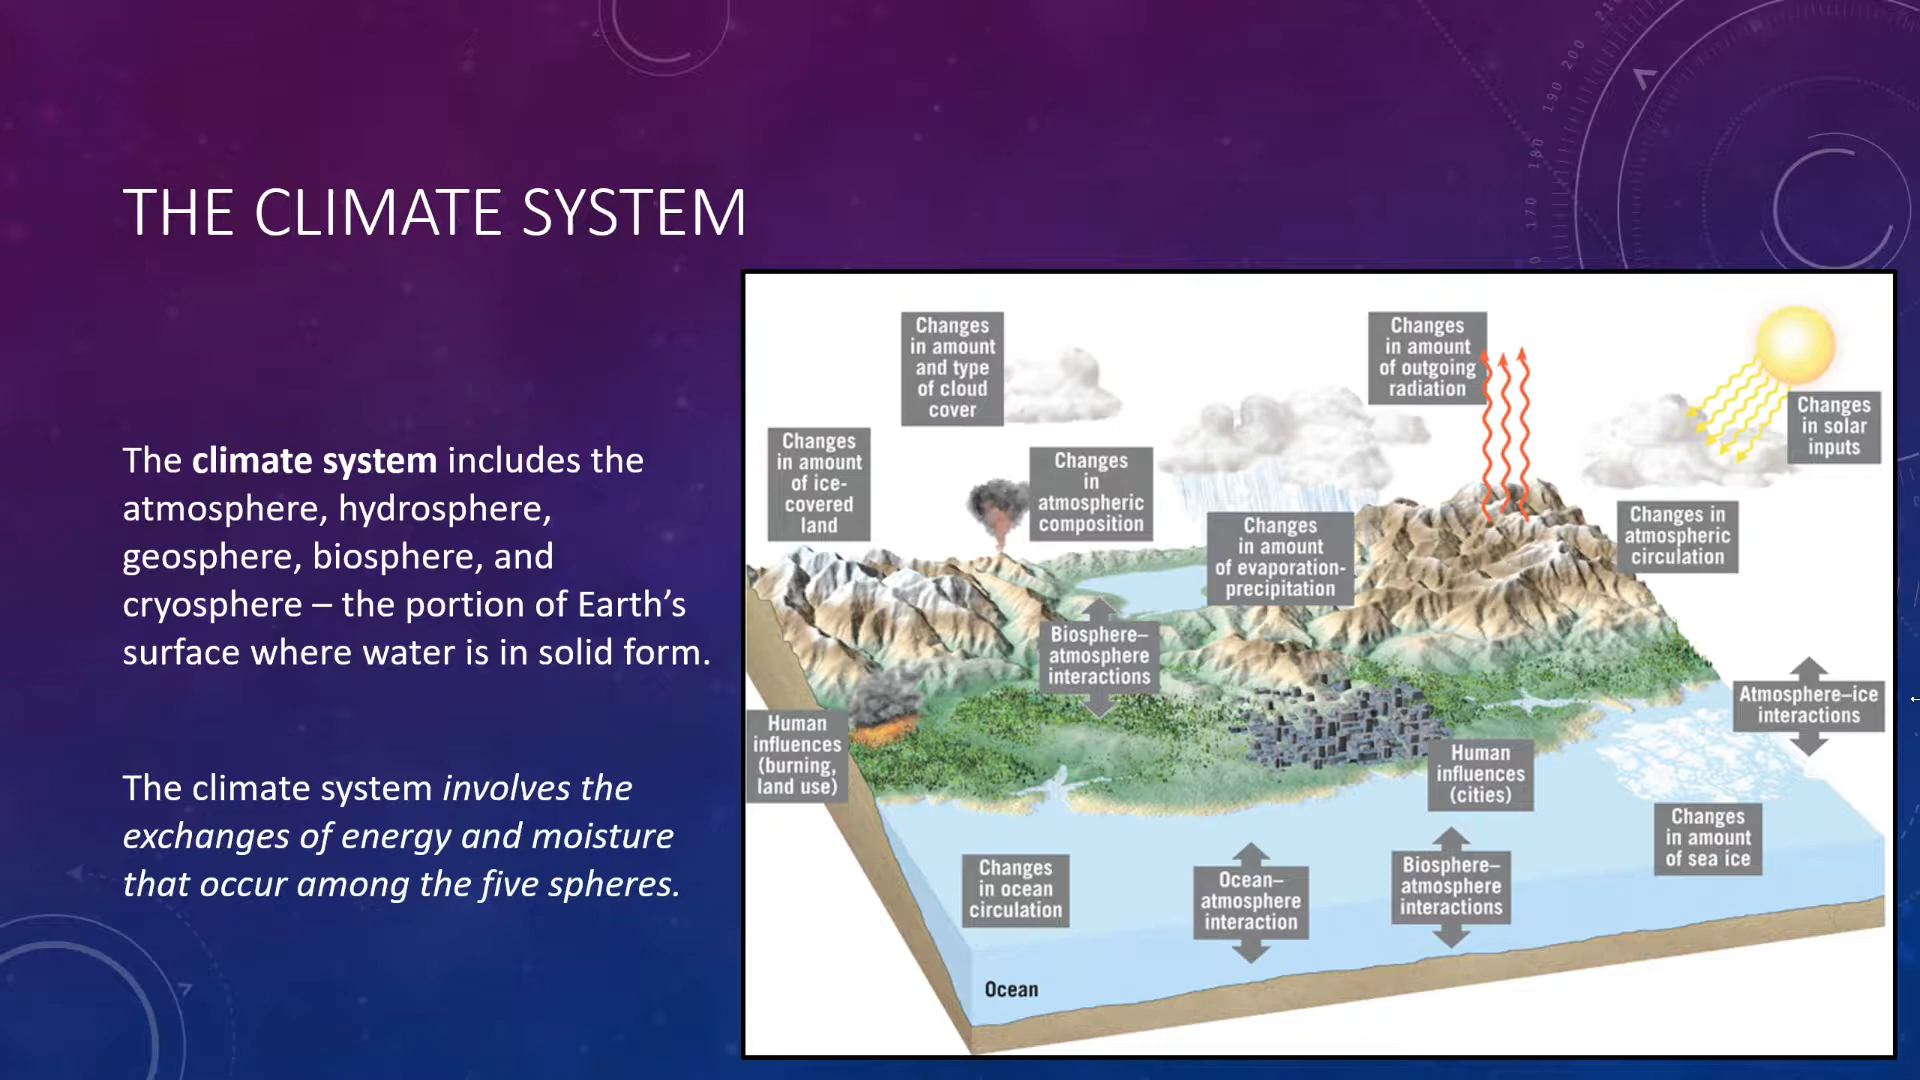 THE CLIMATE SYSTEM
The climate system includes the
atmosphere, hydrosphere,
geosphere, biosphere, and
cryosphere – the portion of Earth’s
surface where water is in solid form.
The climate system involves the
exchanges of energy and moisture
that occur among the five spheres.
Changes
in amount
and type
of cloud
cover
Changes
in amount
of outgoing
radiation
Changes
in solar
inputs
Changes
in amount
of ice-
covered
land
Changes
in
atmospheric
composition
Changes
in amount
of evaporation-
precipitation
Changes in
atmospheric
circulation
Biosphere–
atmosphere
interactions
Atmosphere–ice
interactions
Human
influences
(burning,
land use)
Human
influences
(cities)
Changes
in amount
of sea ice
Changes
in ocean
circulation
Ocean–
atmosphere
interaction
Biosphere–
atmosphere
interactions
Ocean
210
200
190
180
170